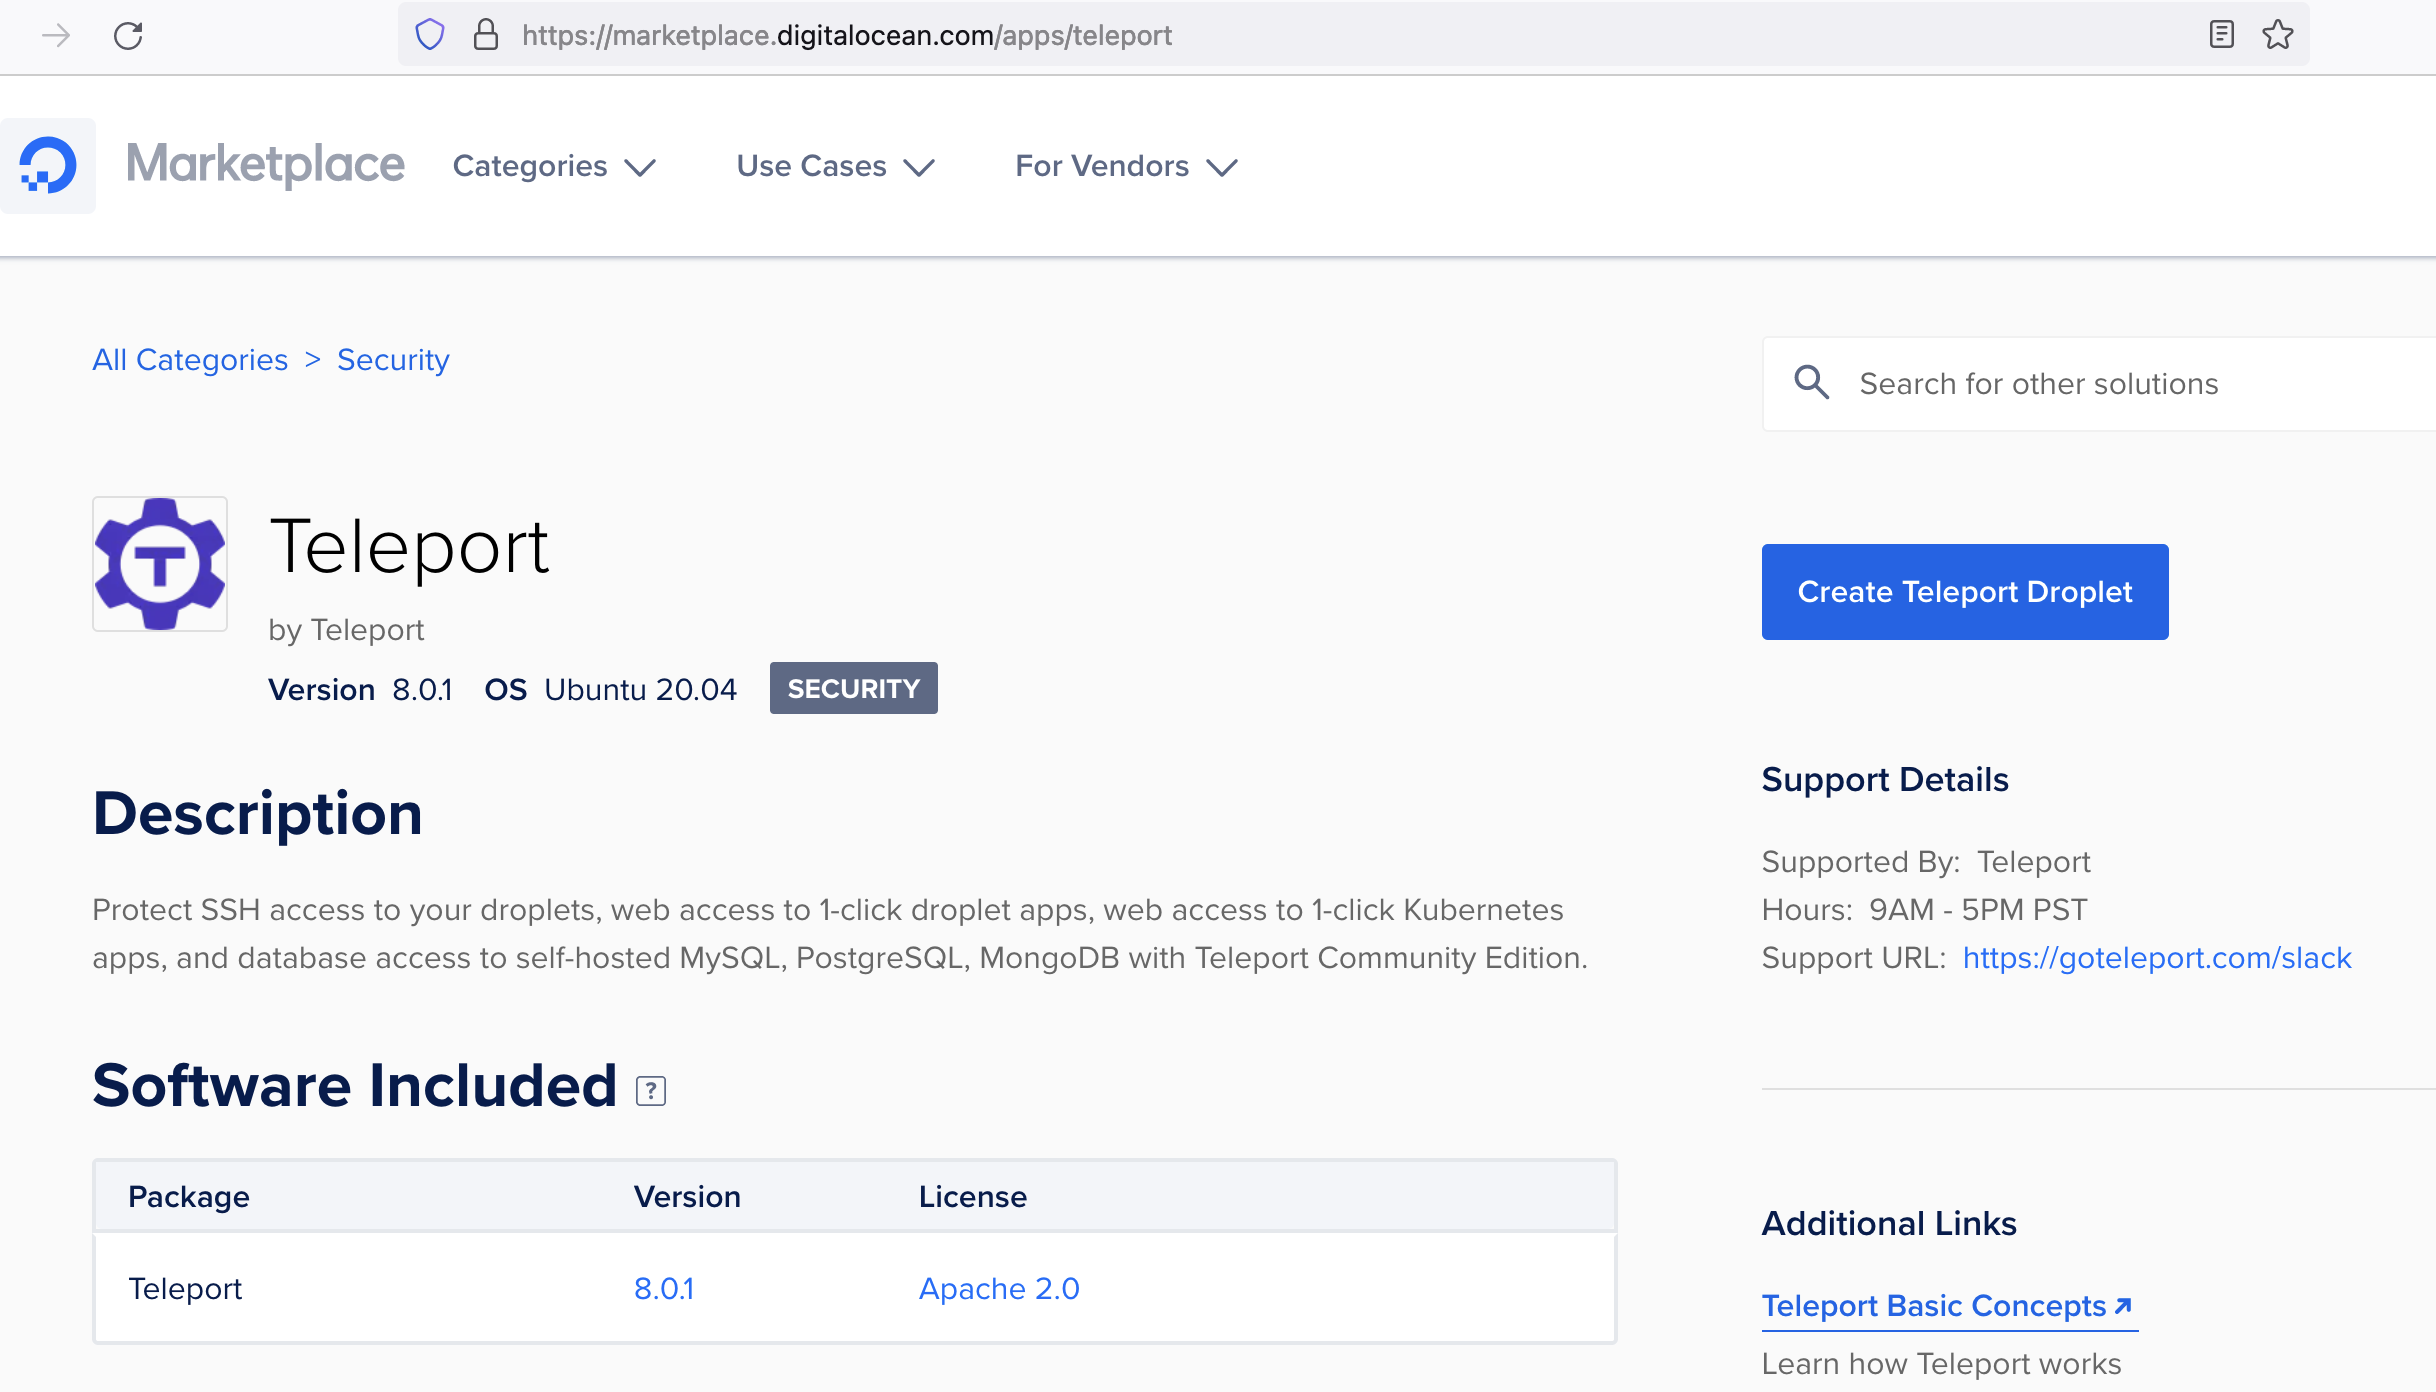 https://marketplace.digitalocean.com/apps/teleport
Marketplace Categories Use Cases For Vendors
All Categories > Security
Search for other solutions
T
Teleport
by Teleport
Version 8.0.1 OS Ubuntu 20.04 SECURITY
Create Teleport Droplet
Description
Protect SSH access to your droplets, web access to 1-click droplet apps, web access to 1-click Kubernetes
apps, and database access to self-hosted MySQL, PostgreSQL, MongoDB with Teleport Community Edition.
Software Included ?
Package Version License
Teleport 8.0.1 Apache 2.0
Support Details
Supported By: Teleport
Hours: 9AM - 5PM PST
Support URL: https://goteleport.com/slack
Additional Links
Teleport Basic Concepts
Learn how Teleport works